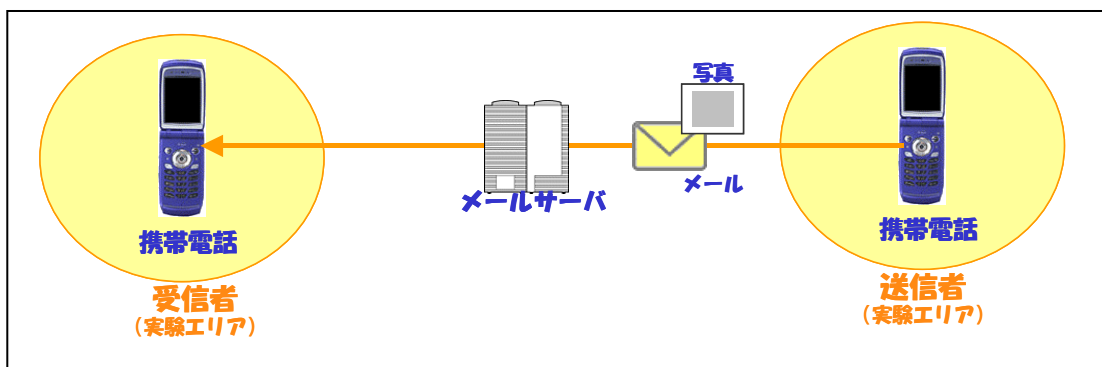 写真
メール
メールサーバ
携帯電話
受信者
(実験エリア)
携帯電話
送信者
(実験エリア)